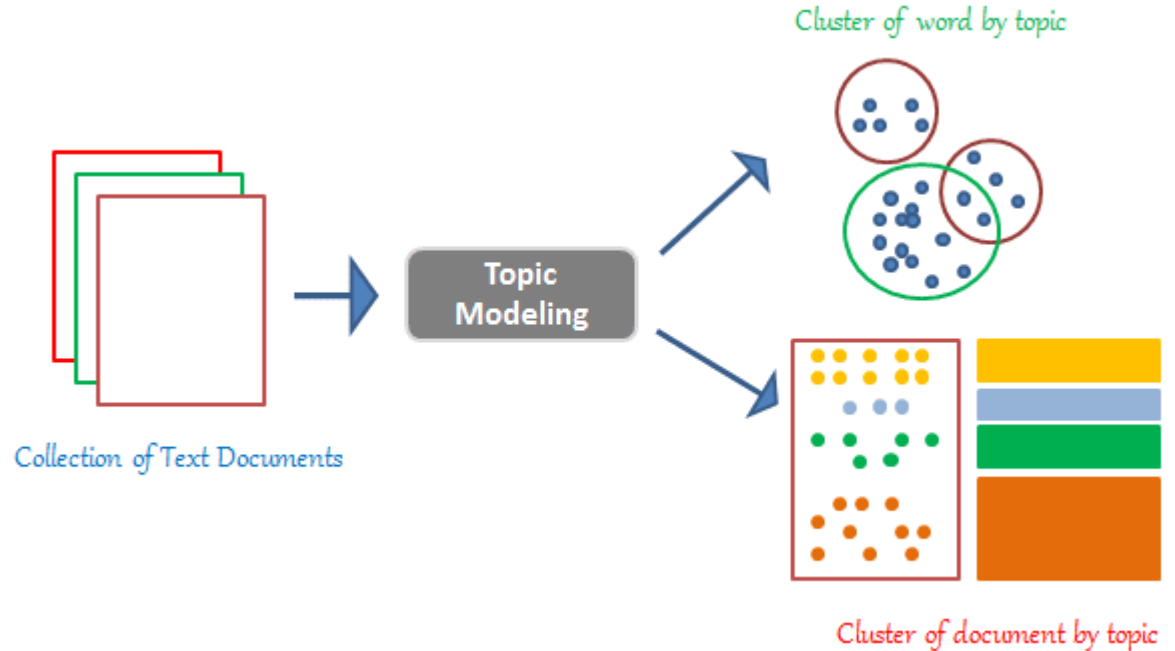 Cluster of word by topic
Topic
Modeling
Collection of Text Documents
Cluster of document by topic